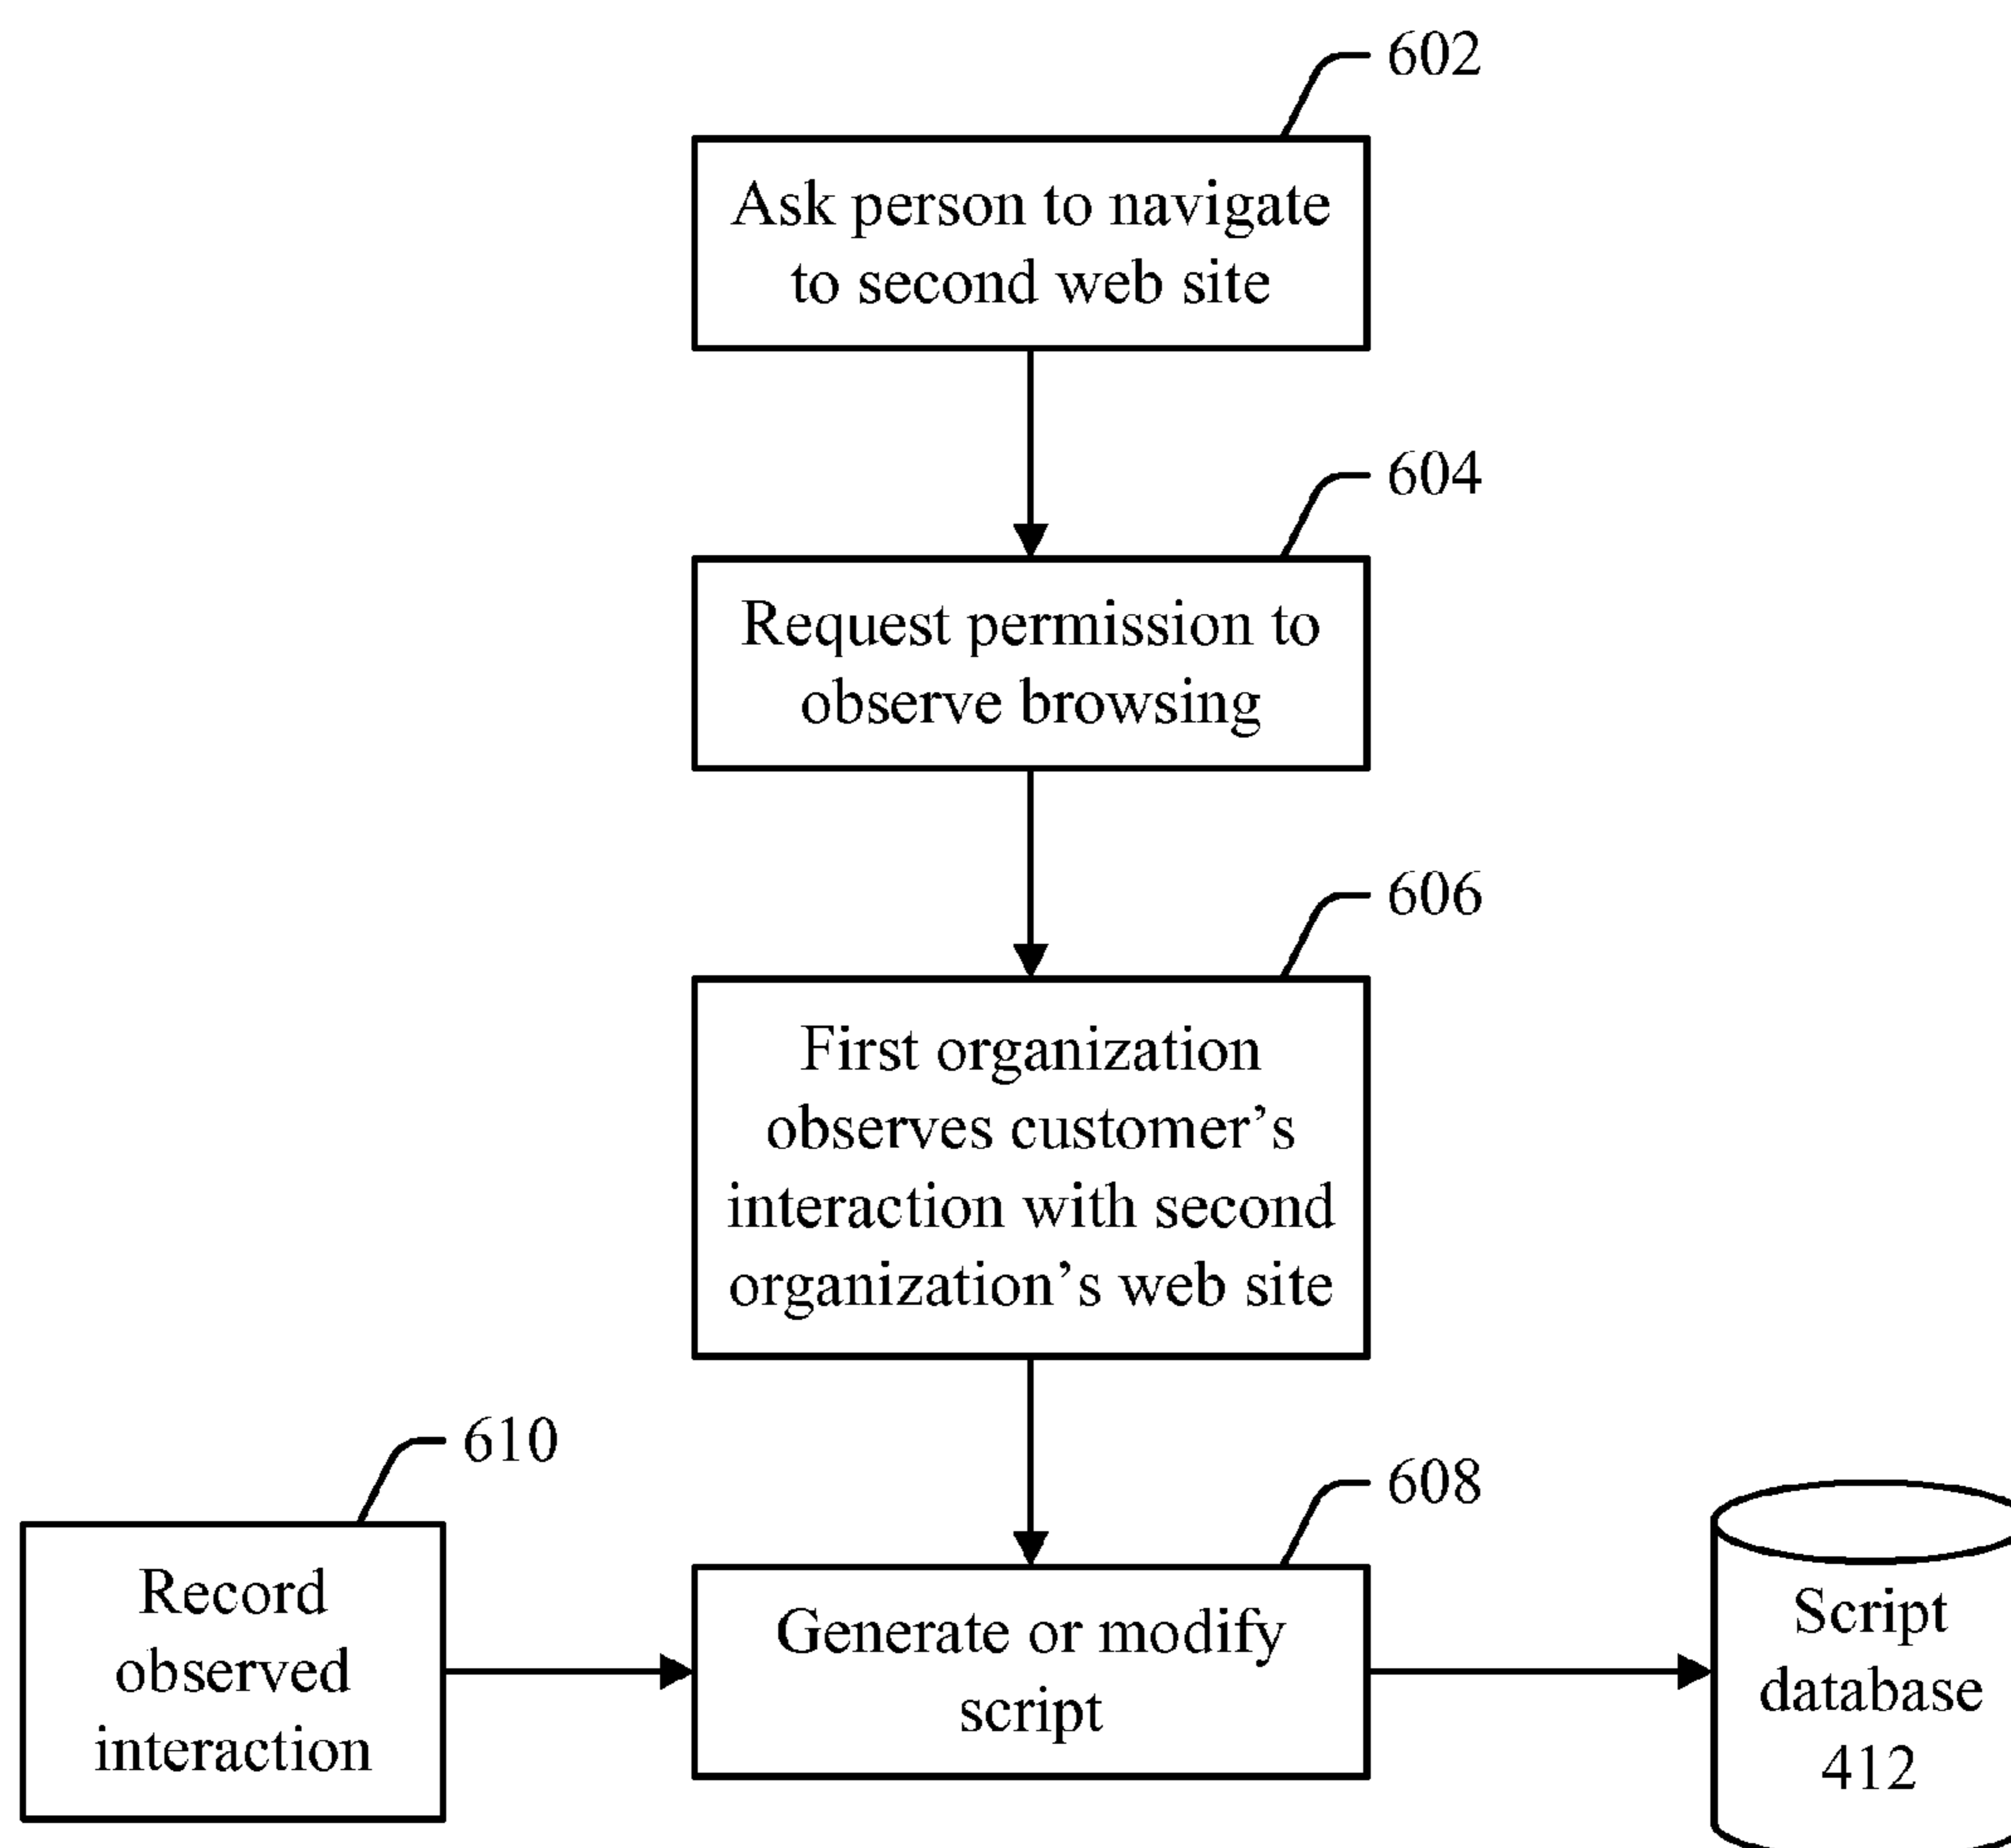 602
Ask person to navigate
to second web site
604
Request permission to
observe browsing
606
First organization
observes customer’s
interaction with second
organization’s web site
610
Record
observed
interaction
608
Generate or modify
script
Script
database
412